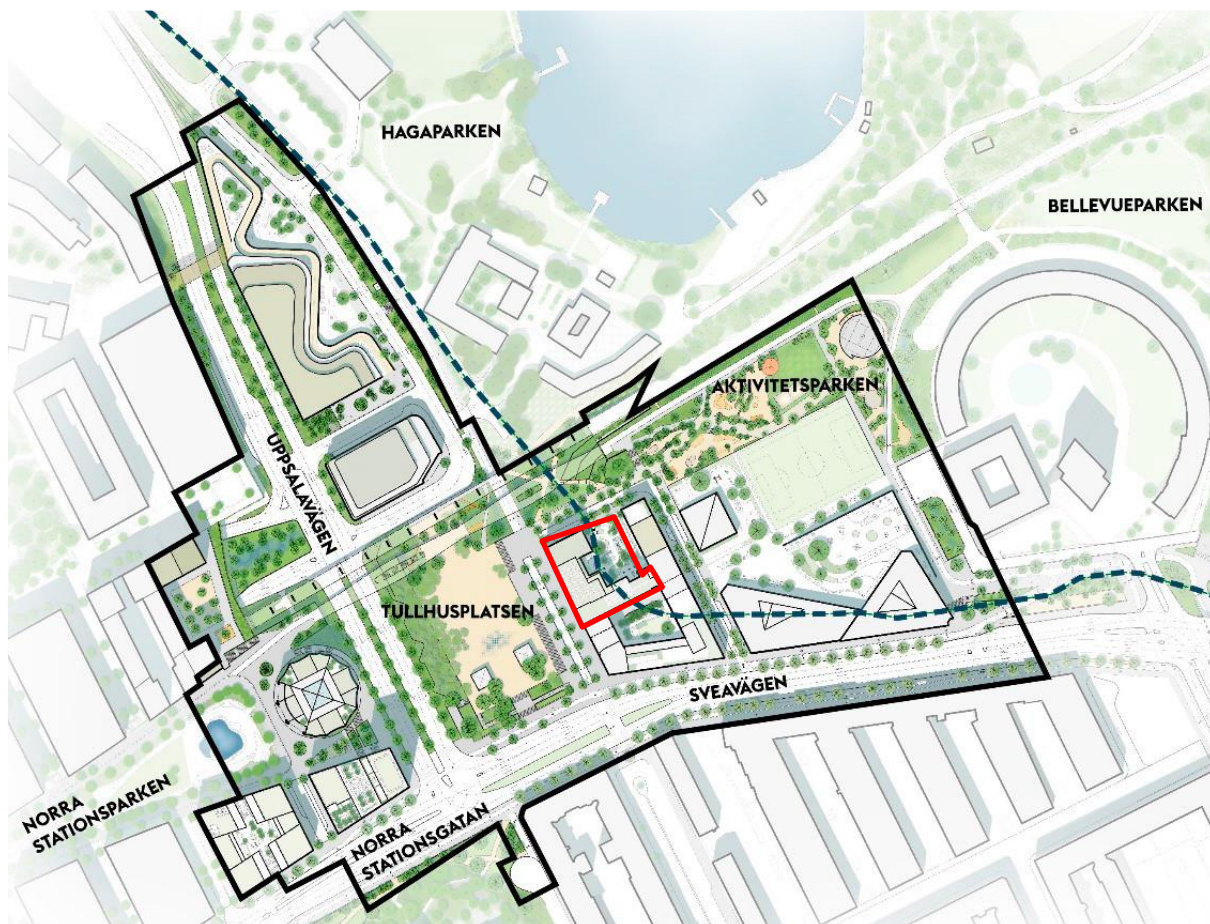 HAGAPARKEN
BELLEVUEPARKEN
AKTIVITETSPARKEN
UPPSALAVÄGEN
TULLHUSPLATSEN
SVEAVÄGEN
NORRA
STATIONSPARKEN
NORRA
STATIONSGATAN